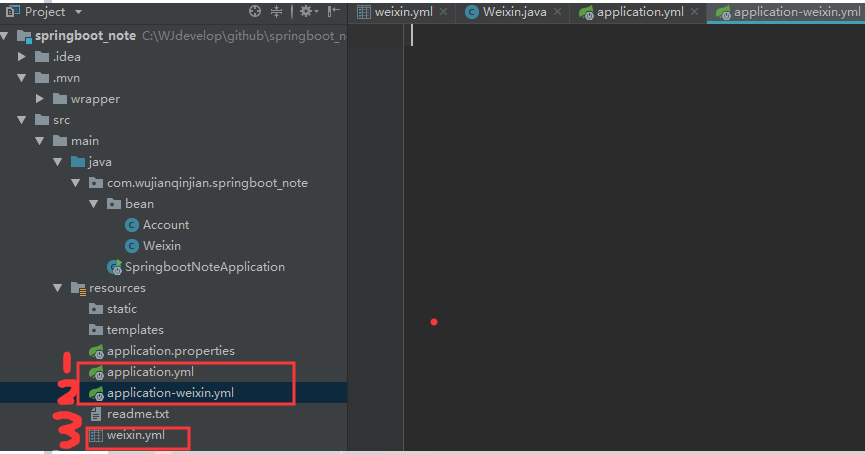 Project
weixin.yml
Weixin.java
application.yml
application-weixin.yml
springboot_note C:\WJdevelop\github\springboot_n
.idea
.mvn
wrapper
src
main
java
com.wujianqinjian.springboot_note
bean
Account
Weixin
SpringbootNoteApplication
resources
static
templates
application.properties
1 application.yml
2 application-weixin.yml
readme.txt
3 weixin.yml